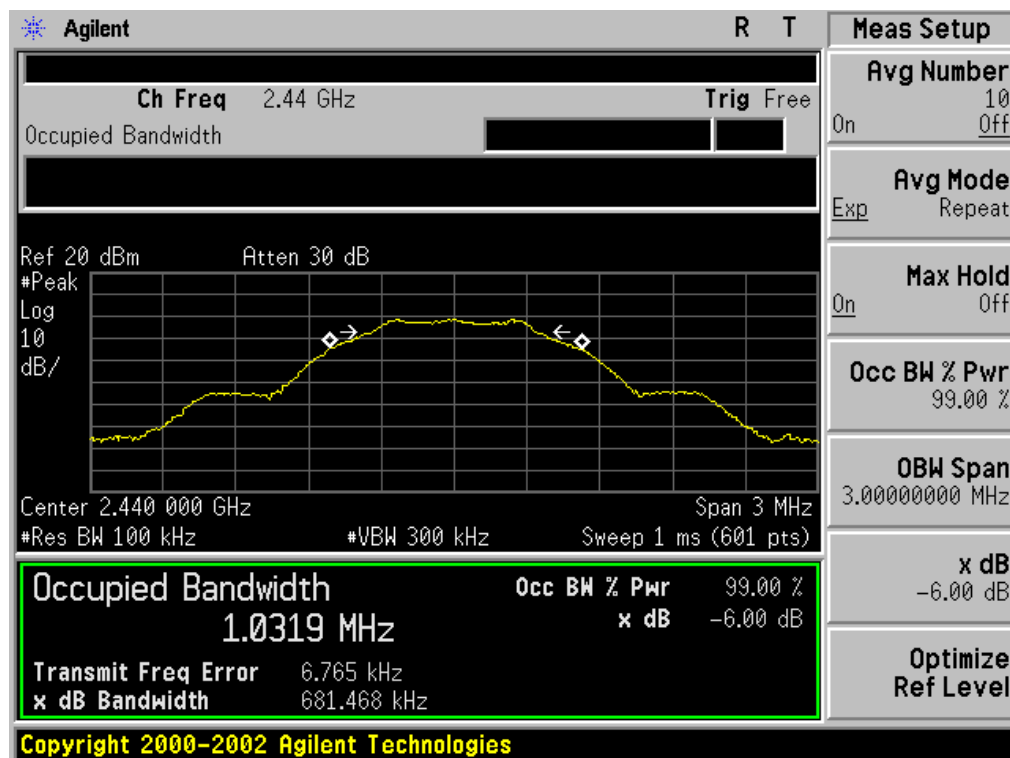 Agilent R T
Ch Freq 2.44 GHz Trig Free
Occupied Bandwidth
Ref 20 dBm Atten 30 dB
#Peak
Log
10
dB/
Center 2.440 000 GHz Span 3 MHz
#Res BW 100 kHz #VBW 300 kHz Sweep 1 ms (601 pts)
Occupied Bandwidth Occ BW % Pwr 99.00 %
1.0319 MHz x dB -6.00 dB
Transmit Freq Error 6.765 kHz
x dB Bandwidth 681.468 kHz
Copyright 2000-2002 Agilent Technologies
Meas Setup
Avg Number
10
On Off
Avg Mode
Exp Repeat
Max Hold
On Off
Occ BW % Pwr
99.00 %
OBW Span
3.00000000 MHz
x dB
-6.00 dB
Optimize
Ref Level